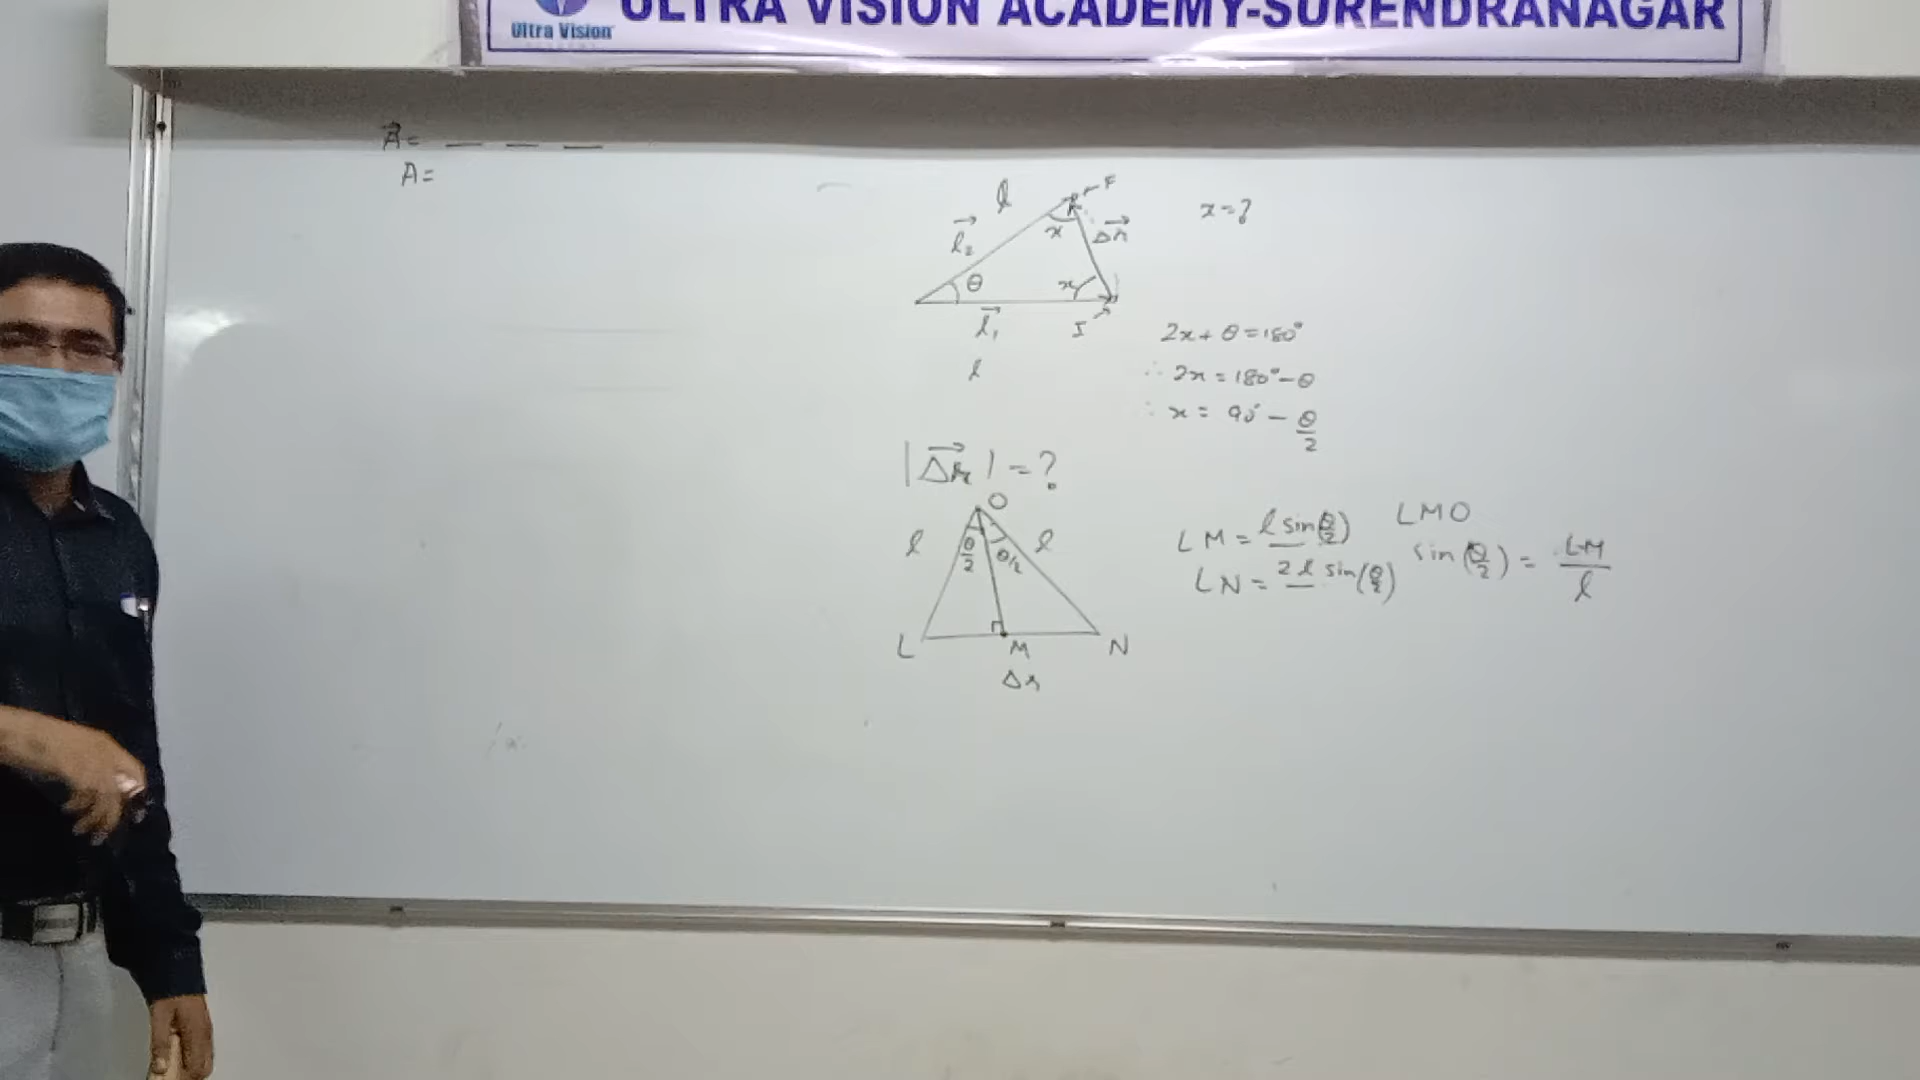 ULTRA VISION ACADEMY-SURENDRANAGAR
Ultra Vision
A⃗ = _ _ _
A =
l
F
x = ?
l⃗₂
x
Δr⃗
θ
x
l⃗₁
I
l
2x + θ = 180°
∴ 2x = 180° - θ
∴ x = 90° - θ/2
|Δr⃗| = ?
O
l
θ/2
θ/2
l
L
M
N
Δr
LM = l sin(θ/2)
LMO
LN = 2l sin(θ/2)
sin(θ/2) = LM/l